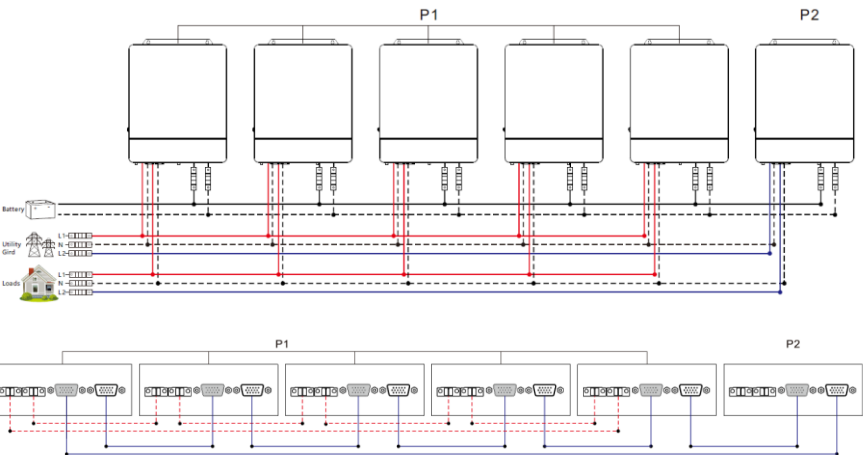 P1 P2
Battery
L1
Utility N
Gird L2
L1
Loads N
L2
P1 P2